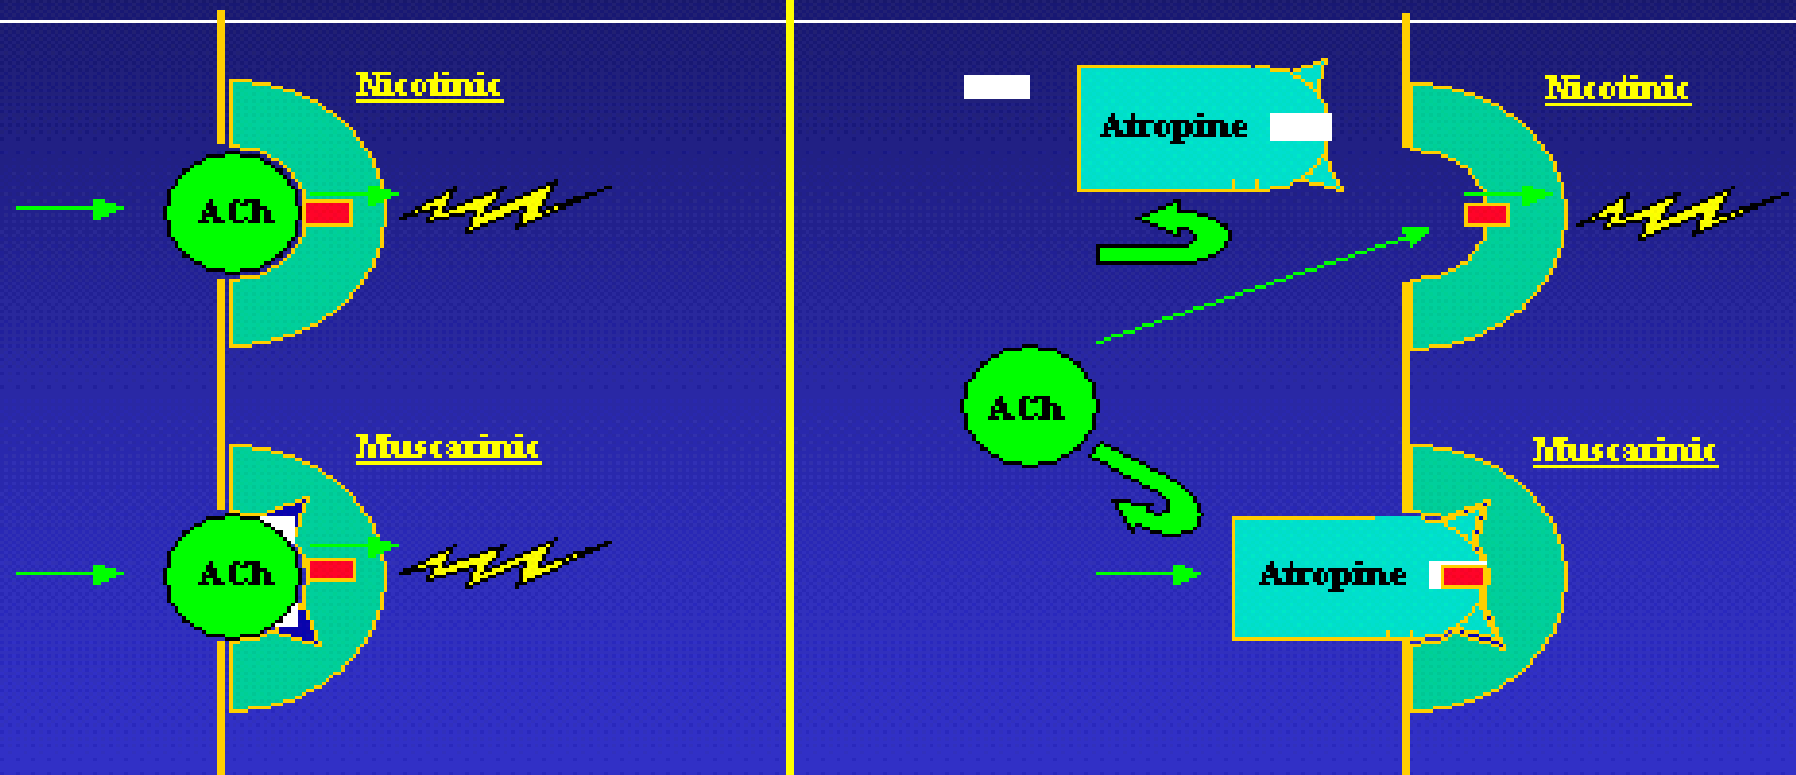 Nicotinic
ACh
Muscarinic
ACh
Nicotinic
Atropine
ACh
Muscarinic
Atropine